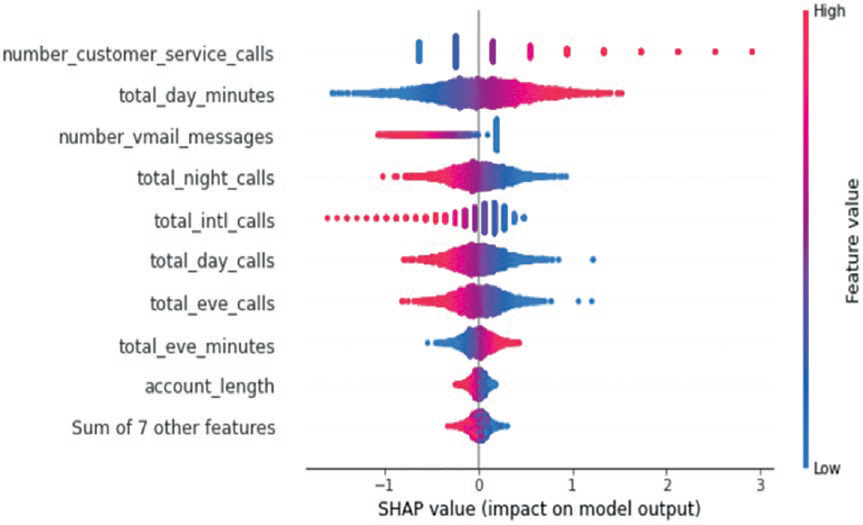 High
number_customer_service_calls
total_day_minutes
number_vmail_messages
total_night_calls
total_intl_calls
total_day_calls
total_eve_calls
total_eve_minutes
account_length
Sum of 7 other features
Feature value
Low
−1 0 1 2 3
SHAP value (impact on model output)